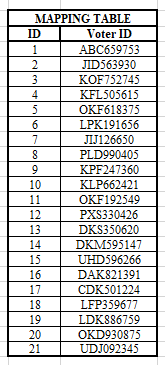 MAPPING TABLE
ID Voter ID
1 ABC659753
2 JID563930
3 KOF752745
4 KFL505615
5 OKF618375
6 LPK191656
7 JIJ126650
8 PLD990405
9 KPF247360
10 KLP662421
11 OKF192549
12 PXS330426
13 DKS350620
14 DKM595147
15 UHD596266
16 DAK821391
17 CDK501224
18 LFP359677
19 LDK886759
20 OKD930875
21 UDJ092345